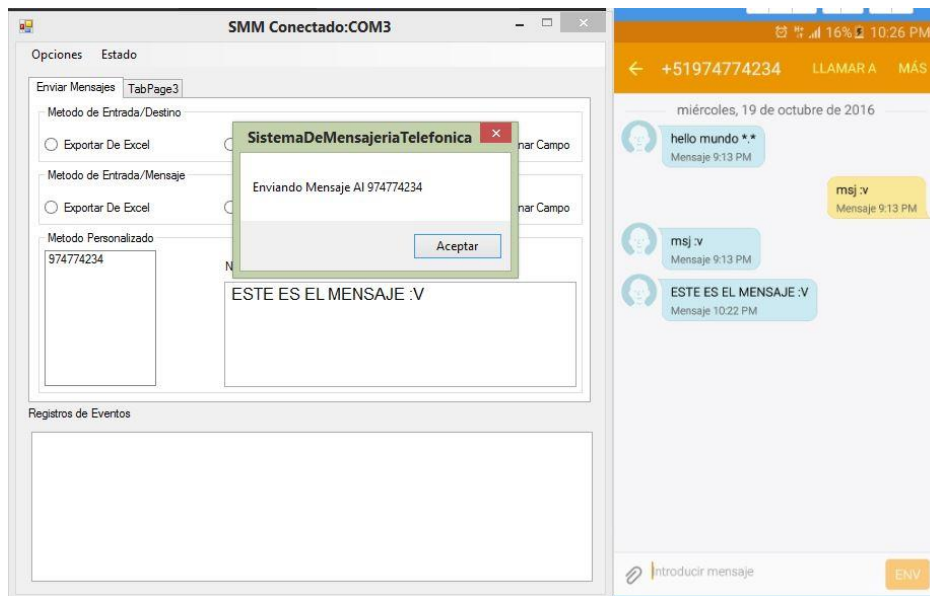 SMM Conectado:COM3
Opciones Estado
Enviar Mensajes TabPage3
Metodo de Entrada/Destino
Exportar De Excel
nar Campo
Metodo de Entrada/Mensaje
Exportar De Excel
nar Campo
Metodo Personalizado
974774234
N
ESTE ES EL MENSAJE :V
SistemaDeMensajeriaTelefonica
Enviando Mensaje Al 974774234
Aceptar
Registros de Eventos
16% 10:26 PM
+51974774234 LLAMAR A MÁS
miércoles, 19 de octubre de 2016
hello mundo *.*
Mensaje 9:13 PM
msj :v
Mensaje 9:13 PM
msj :v
Mensaje 9:13 PM
ESTE ES EL MENSAJE :V
Mensaje 10:22 PM
Introducir mensaje
ENV